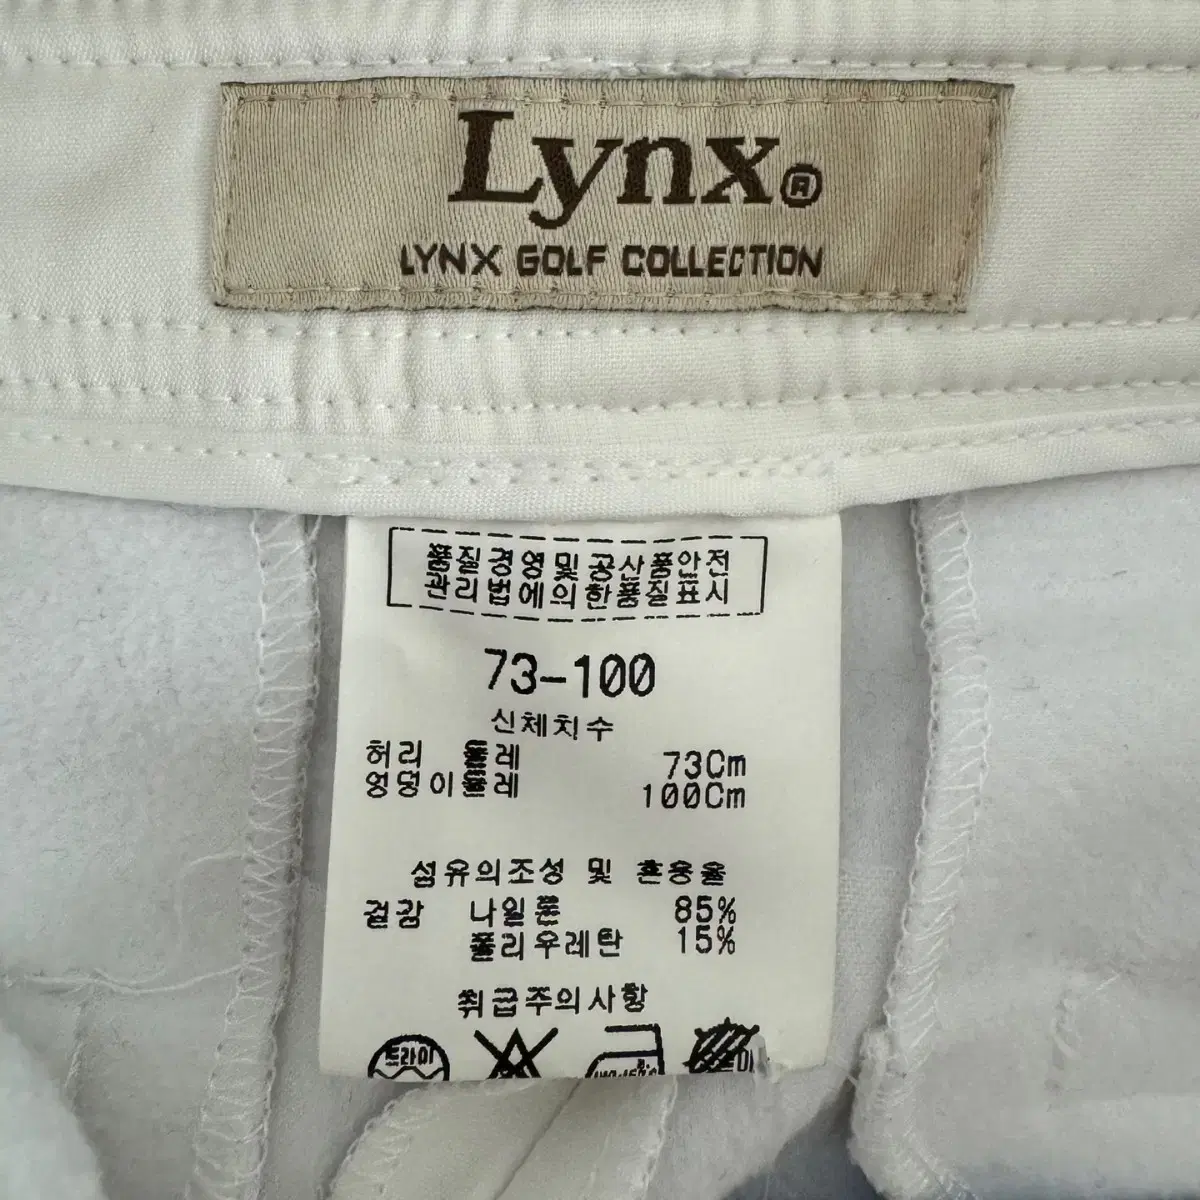 Lynx®
LYNX GOLF COLLECTION
품질경영및공산품안전
관리법에의한품질표시
73-100
신체치수
허리 둘레 73Cm
엉덩이둘레 100Cm
섬유의조성 및 혼용율
겉감 나일론 85%
폴리우레탄 15%
취급주의사항
드라이